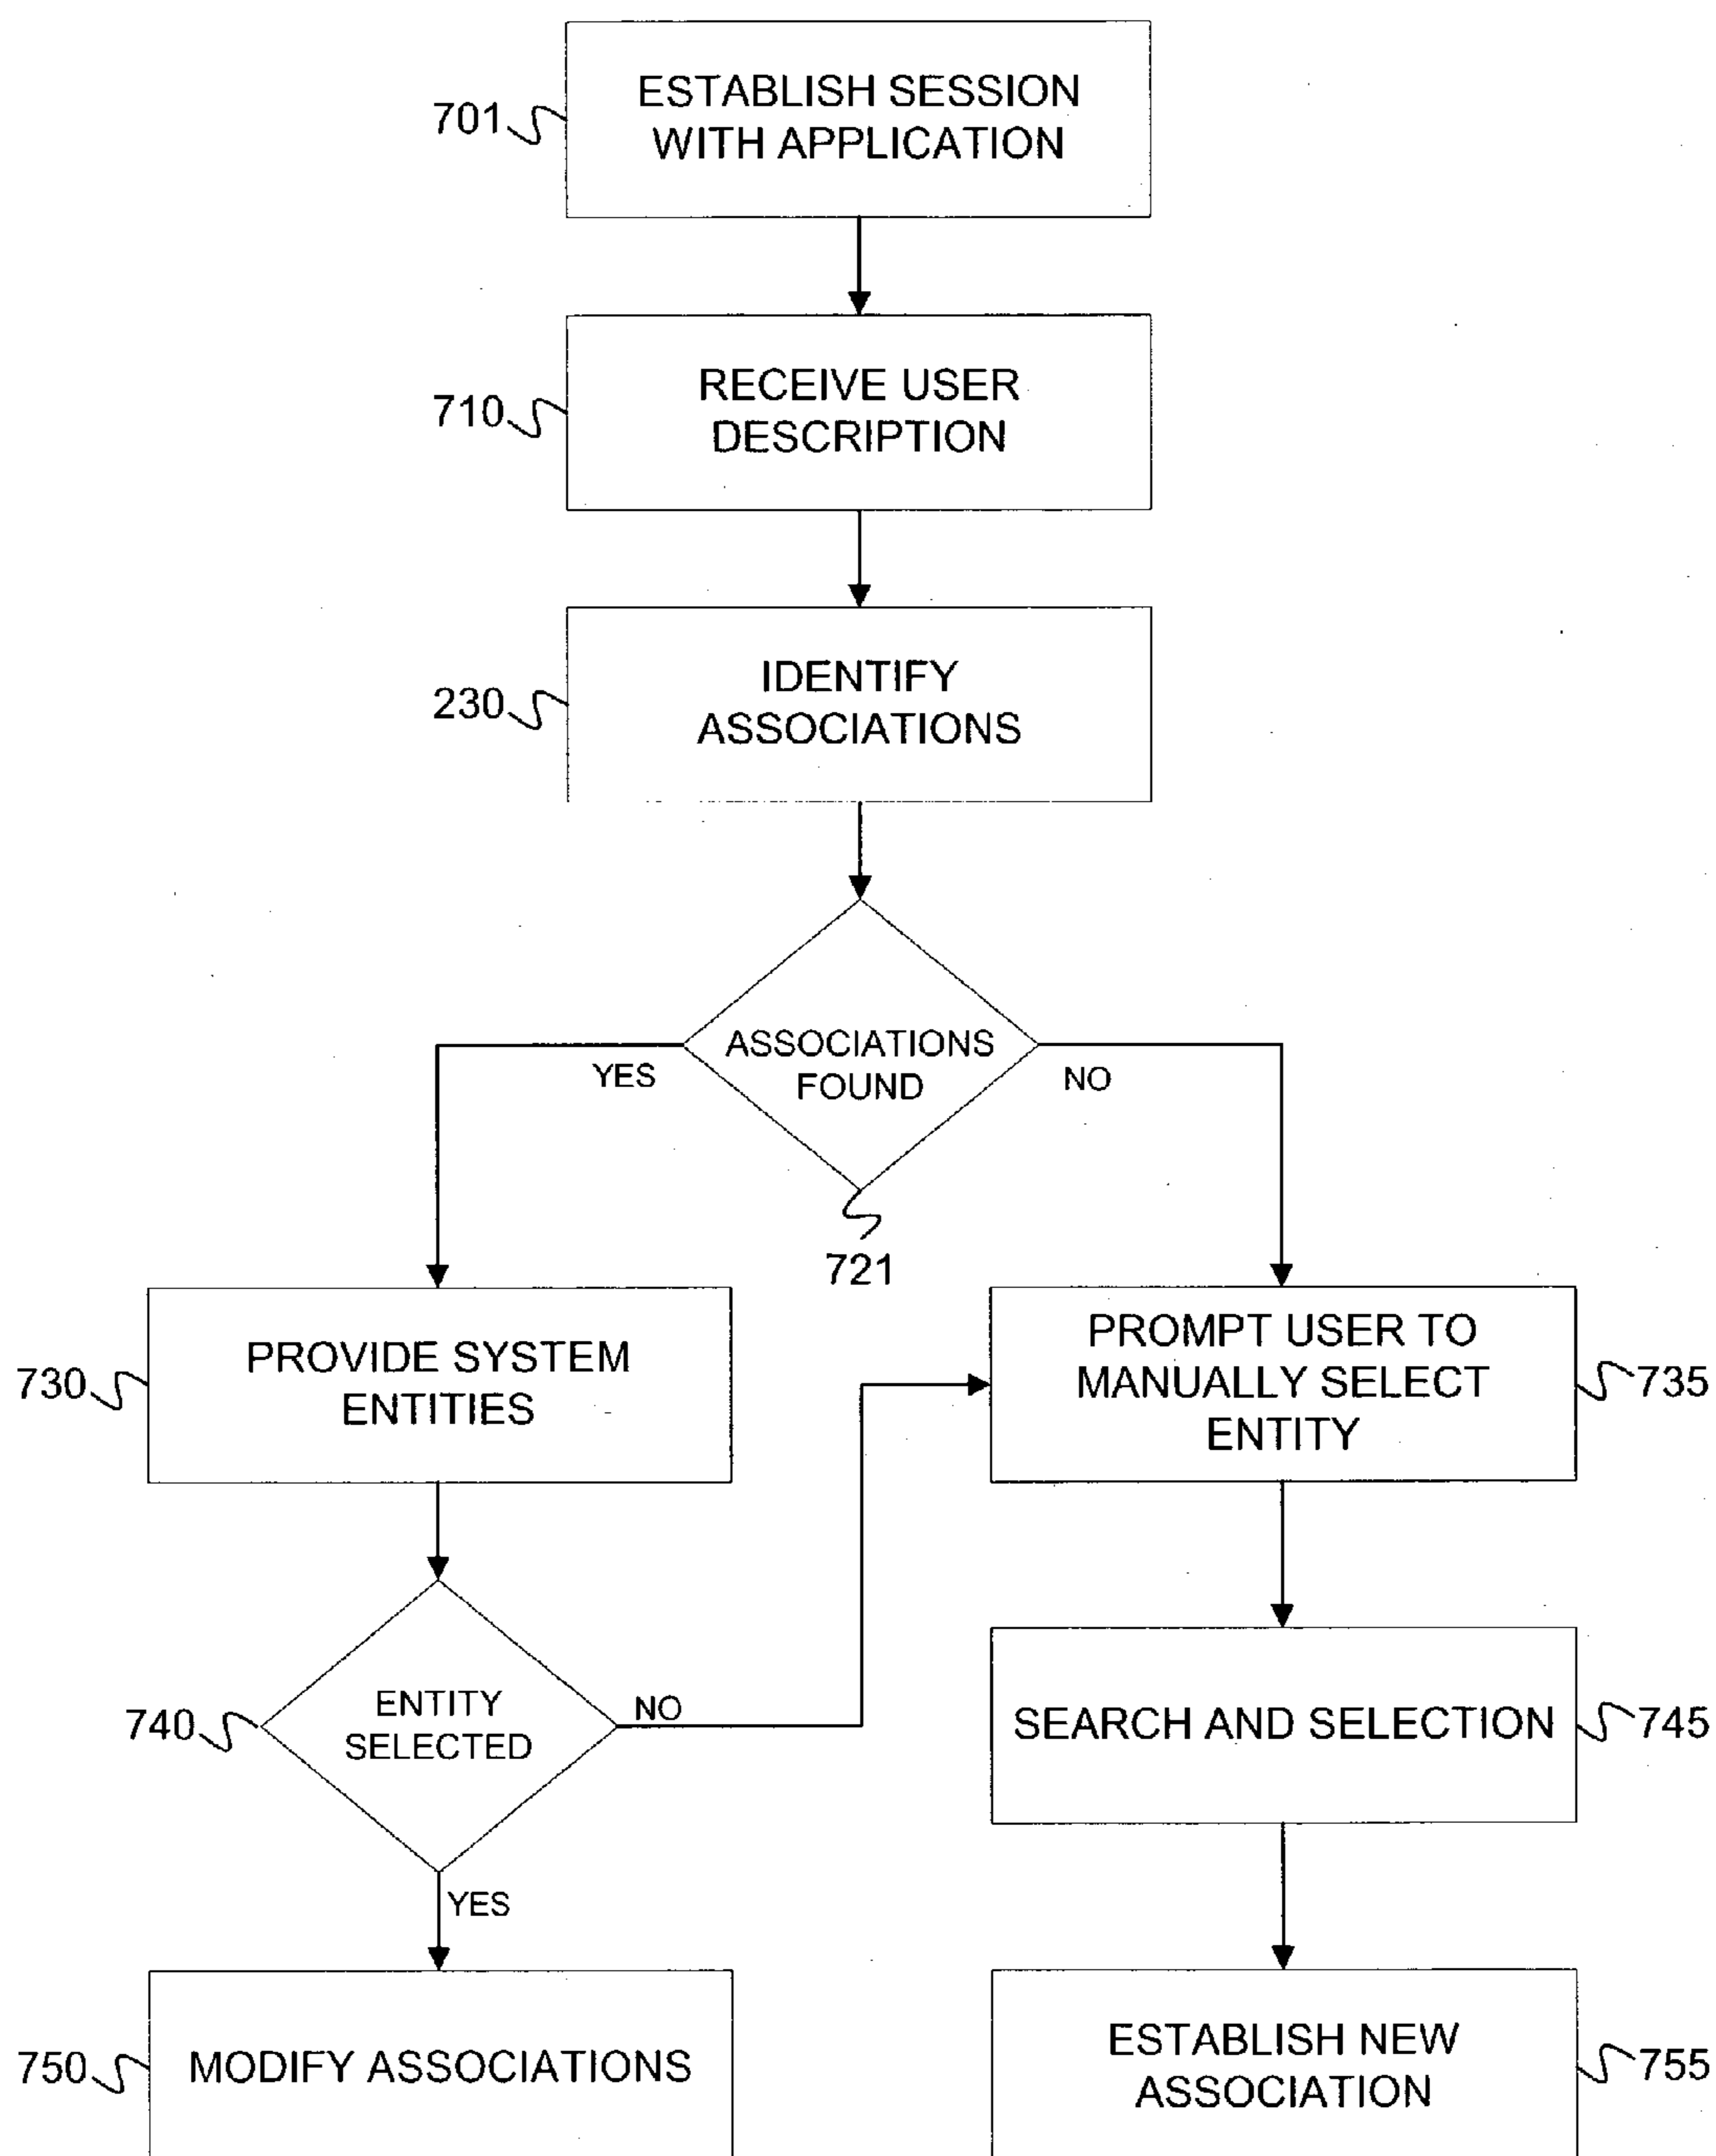 701
ESTABLISH SESSION
WITH APPLICATION
710
RECEIVE USER
DESCRIPTION
230
IDENTIFY
ASSOCIATIONS
ASSOCIATIONS
FOUND
YES
NO
721
730
PROVIDE SYSTEM
ENTITIES
PROMPT USER TO
MANUALLY SELECT
ENTITY
735
740
ENTITY
SELECTED
NO
YES
SEARCH AND SELECTION
745
750
MODIFY ASSOCIATIONS
ESTABLISH NEW
ASSOCIATION
755